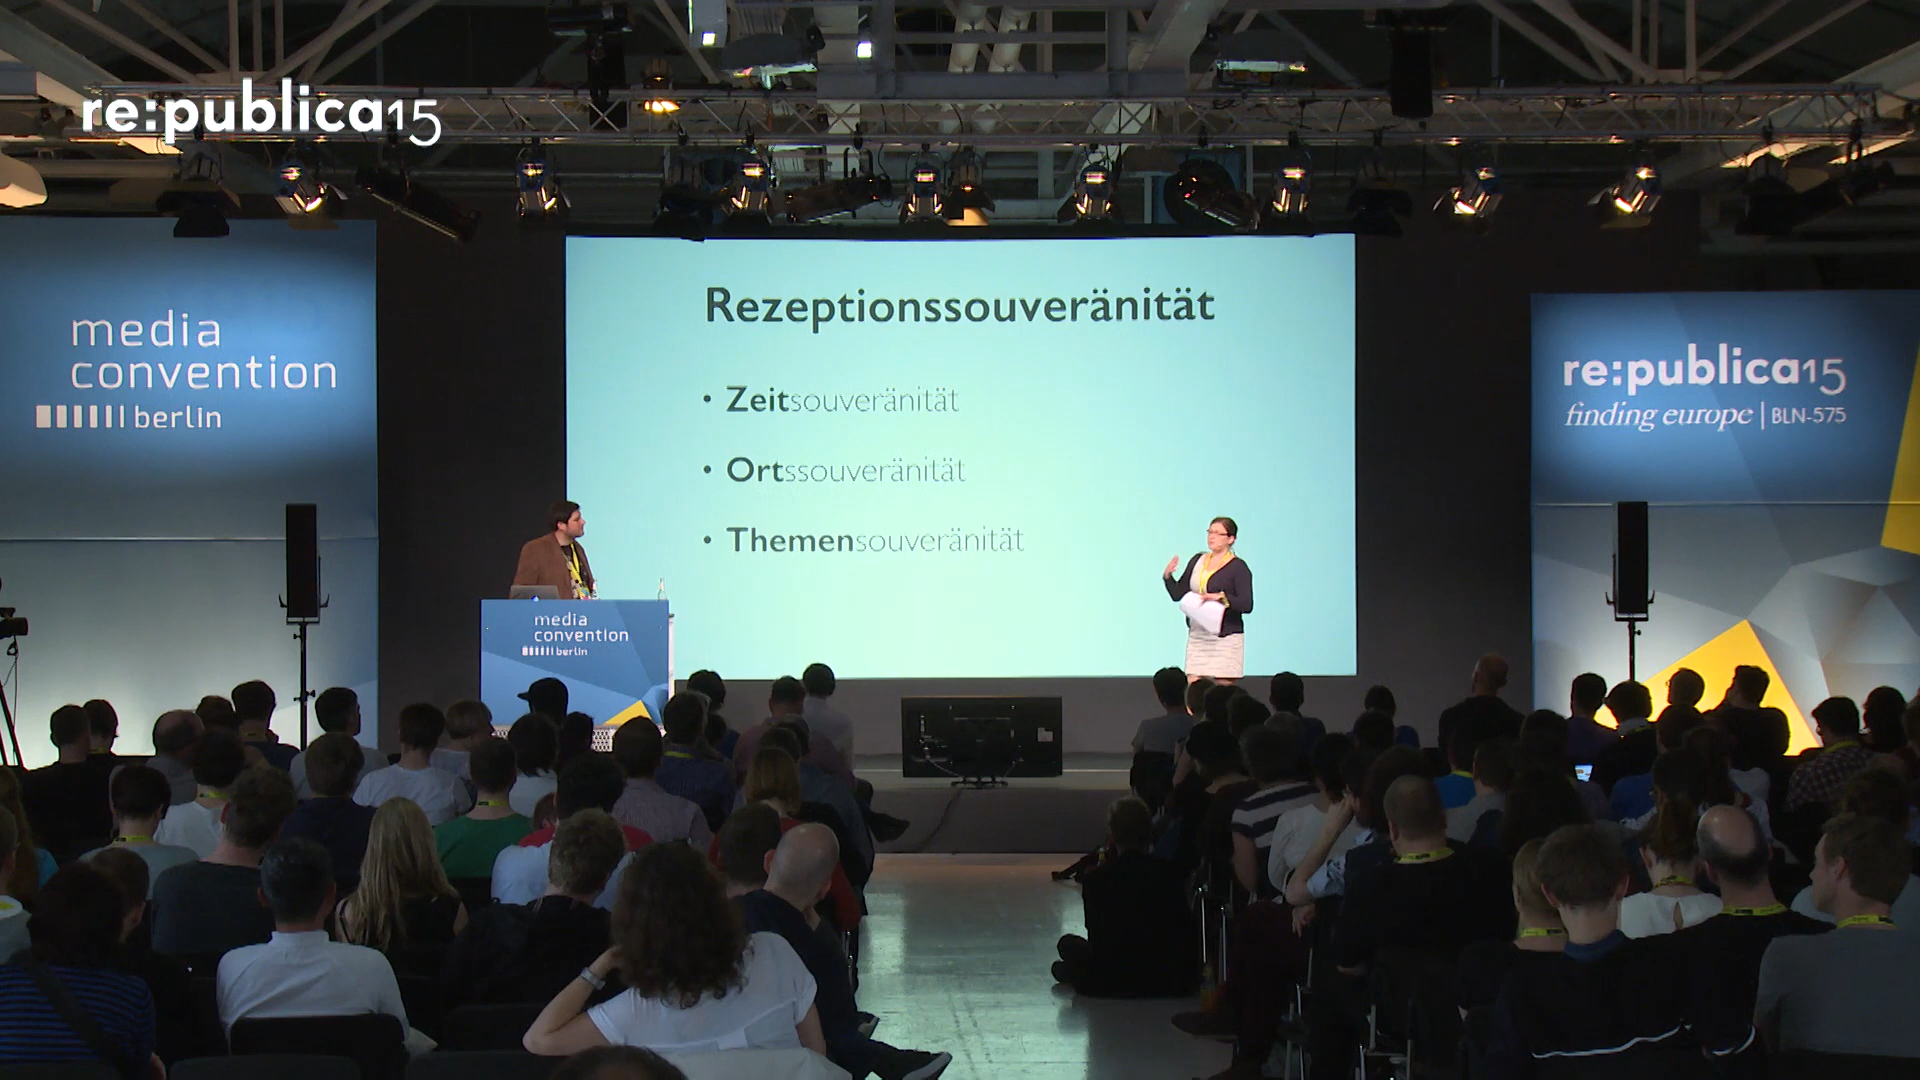 re:publica15
media
convention
berlin
Rezeptionssouveränität
• Zeitsouveränität
• Ortssouveränität
• Themensouveränität
re:publica15
finding europe | BLN-575
media
convention
berlin